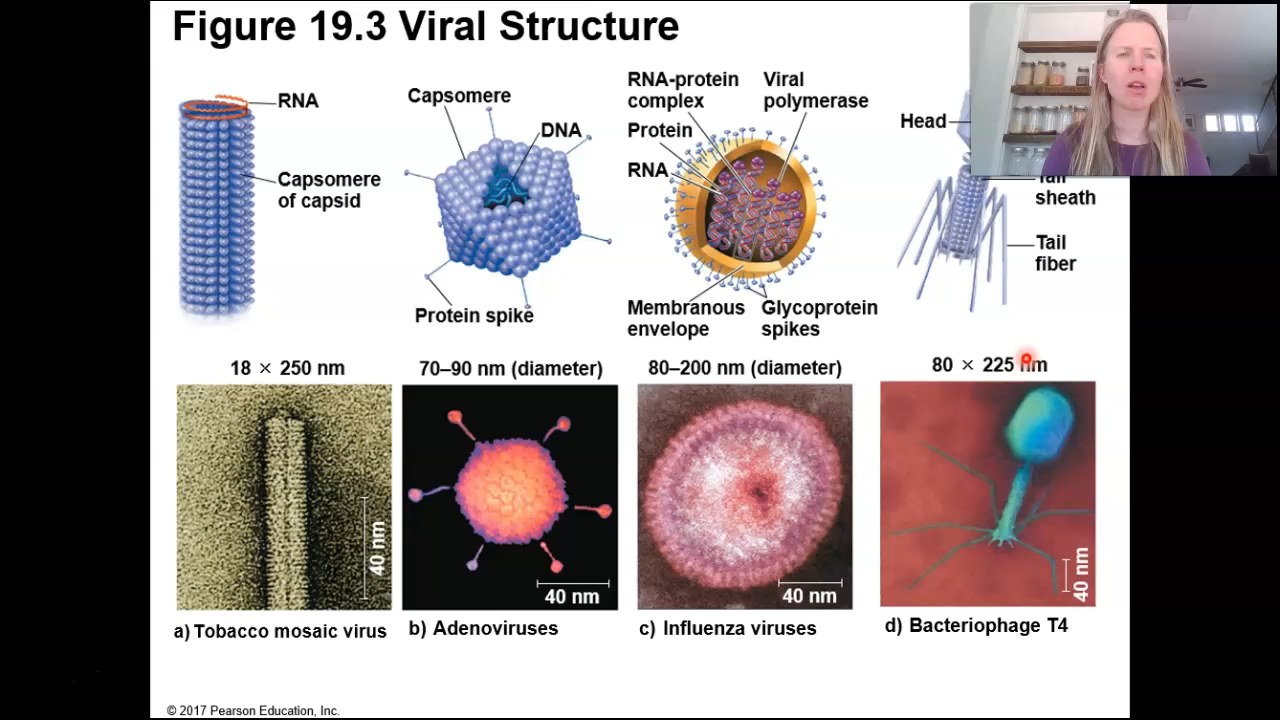 Figure 19.3 Viral Structure
RNA
Capsomere
of capsid
Capsomere
DNA
Protein spike
RNA-protein
complex
Viral
polymerase
Protein
RNA
Membranous
envelope
Glycoprotein
spikes
Head
Tail
sheath
Tail
fiber
18 × 250 nm
70–90 nm (diameter)
80–200 nm (diameter)
80 × 225 nm
40 nm
40 nm
40 nm
40 nm
a) Tobacco mosaic virus
b) Adenoviruses
c) Influenza viruses
d) Bacteriophage T4
© 2017 Pearson Education, Inc.